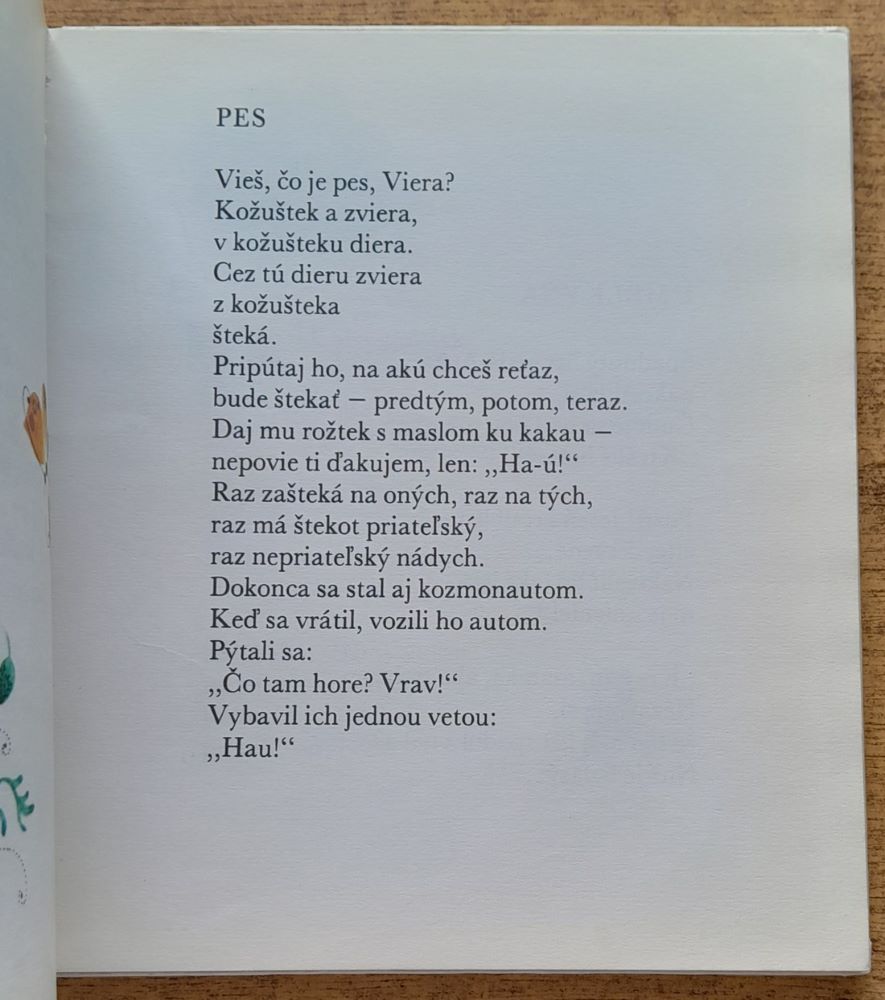 PES
Vieš, čo je pes, Viera?
Kožuštek a zviera,
v kožušteku diera.
Cez tú dieru zviera
z kožušteka
šteká.
Pripútaj ho, na akú chceš reťaz,
bude štekať — predtým, potom, teraz.
Daj mu rožtek s maslom ku kakau —
nepovie ti ďakujem, len: ,,Ha-ú!“
Raz zašteká na oných, raz na tých,
raz má štekot priateľský,
raz nepriateľský nádych.
Dokonca sa stal aj kozmonautom.
Keď sa vrátil, vozili ho autom.
Pýtali sa:
,,Čo tam hore? Vrav!“
Vybavil ich jednou vetou:
,,Hau!“